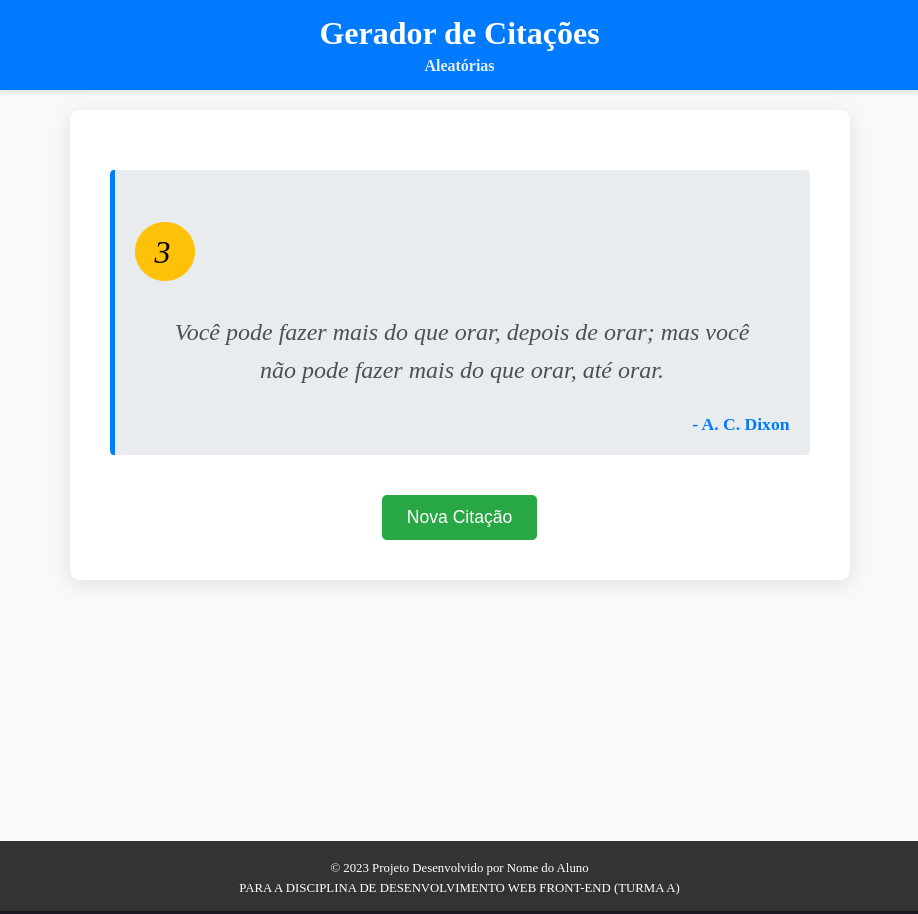 Gerador de Citações
Aleatórias
3
Você pode fazer mais do que orar, depois de orar; mas você
não pode fazer mais do que orar, até orar.
- A. C. Dixon
Nova Citação
© 2023 Projeto Desenvolvido por Nome do Aluno
PARA A DISCIPLINA DE DESENVOLVIMENTO WEB FRONT-END (TURMA A)